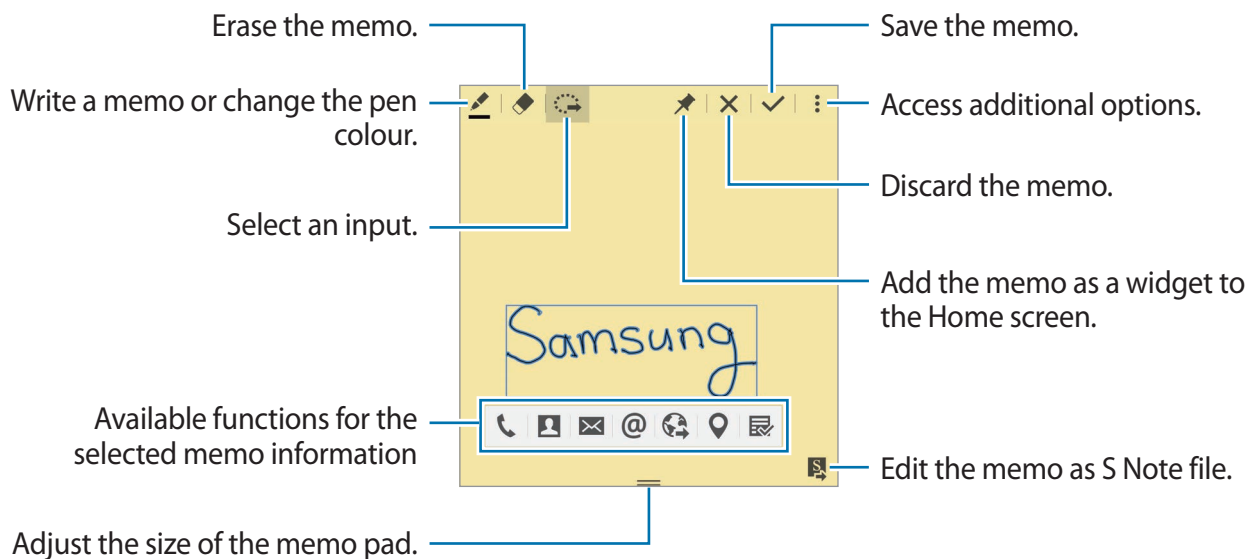 Erase the memo.
Save the memo.
Write a memo or change the pen
colour.
Access additional options.
Discard the memo.
Select an input.
Add the memo as a widget to
the Home screen.
Samsung
Available functions for the
selected memo information
@
S
Edit the memo as S Note file.
Adjust the size of the memo pad.